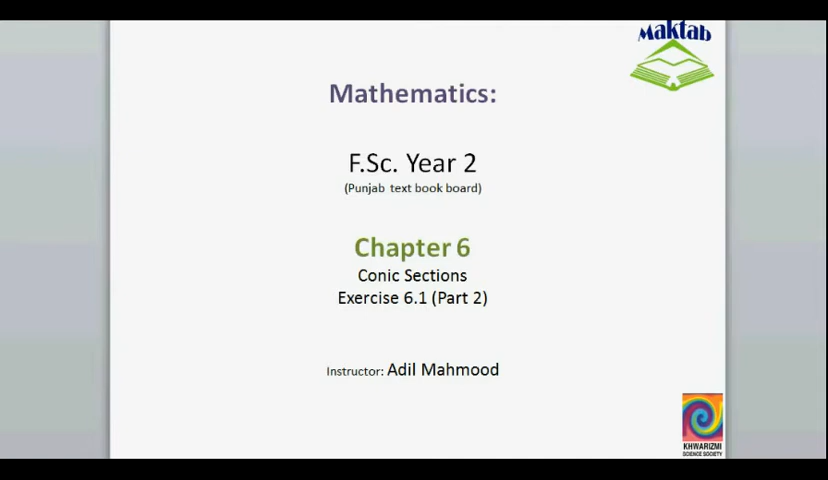 Maktab
Mathematics:
F.Sc. Year 2
(Punjab text book board)
Chapter 6
Conic Sections
Exercise 6.1 (Part 2)
Instructor: Adil Mahmood
KHWARIZMI
SCIENCE SOCIETY